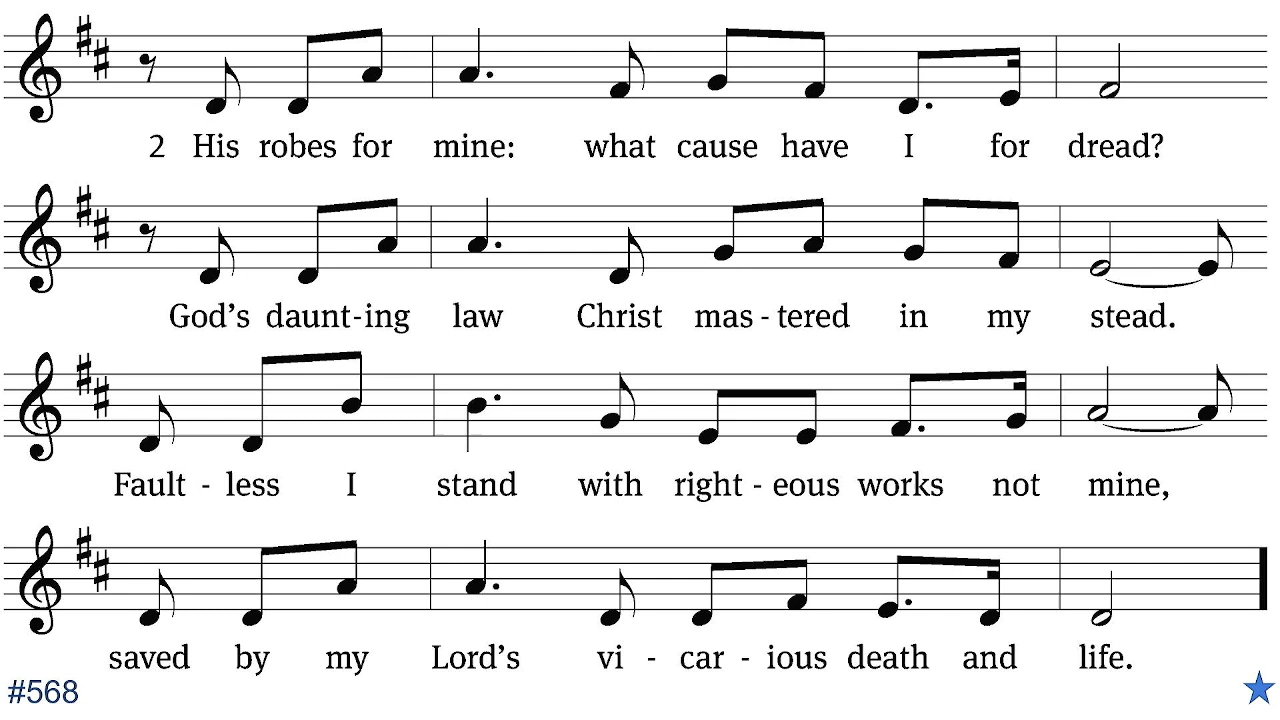 2 His robes for mine: what cause have I for dread?
God's daunt-ing law Christ mas - tered in my stead.
Fault - less I stand with right - eous works not mine,
saved by my Lord's vi - car - ious death and life.
#568